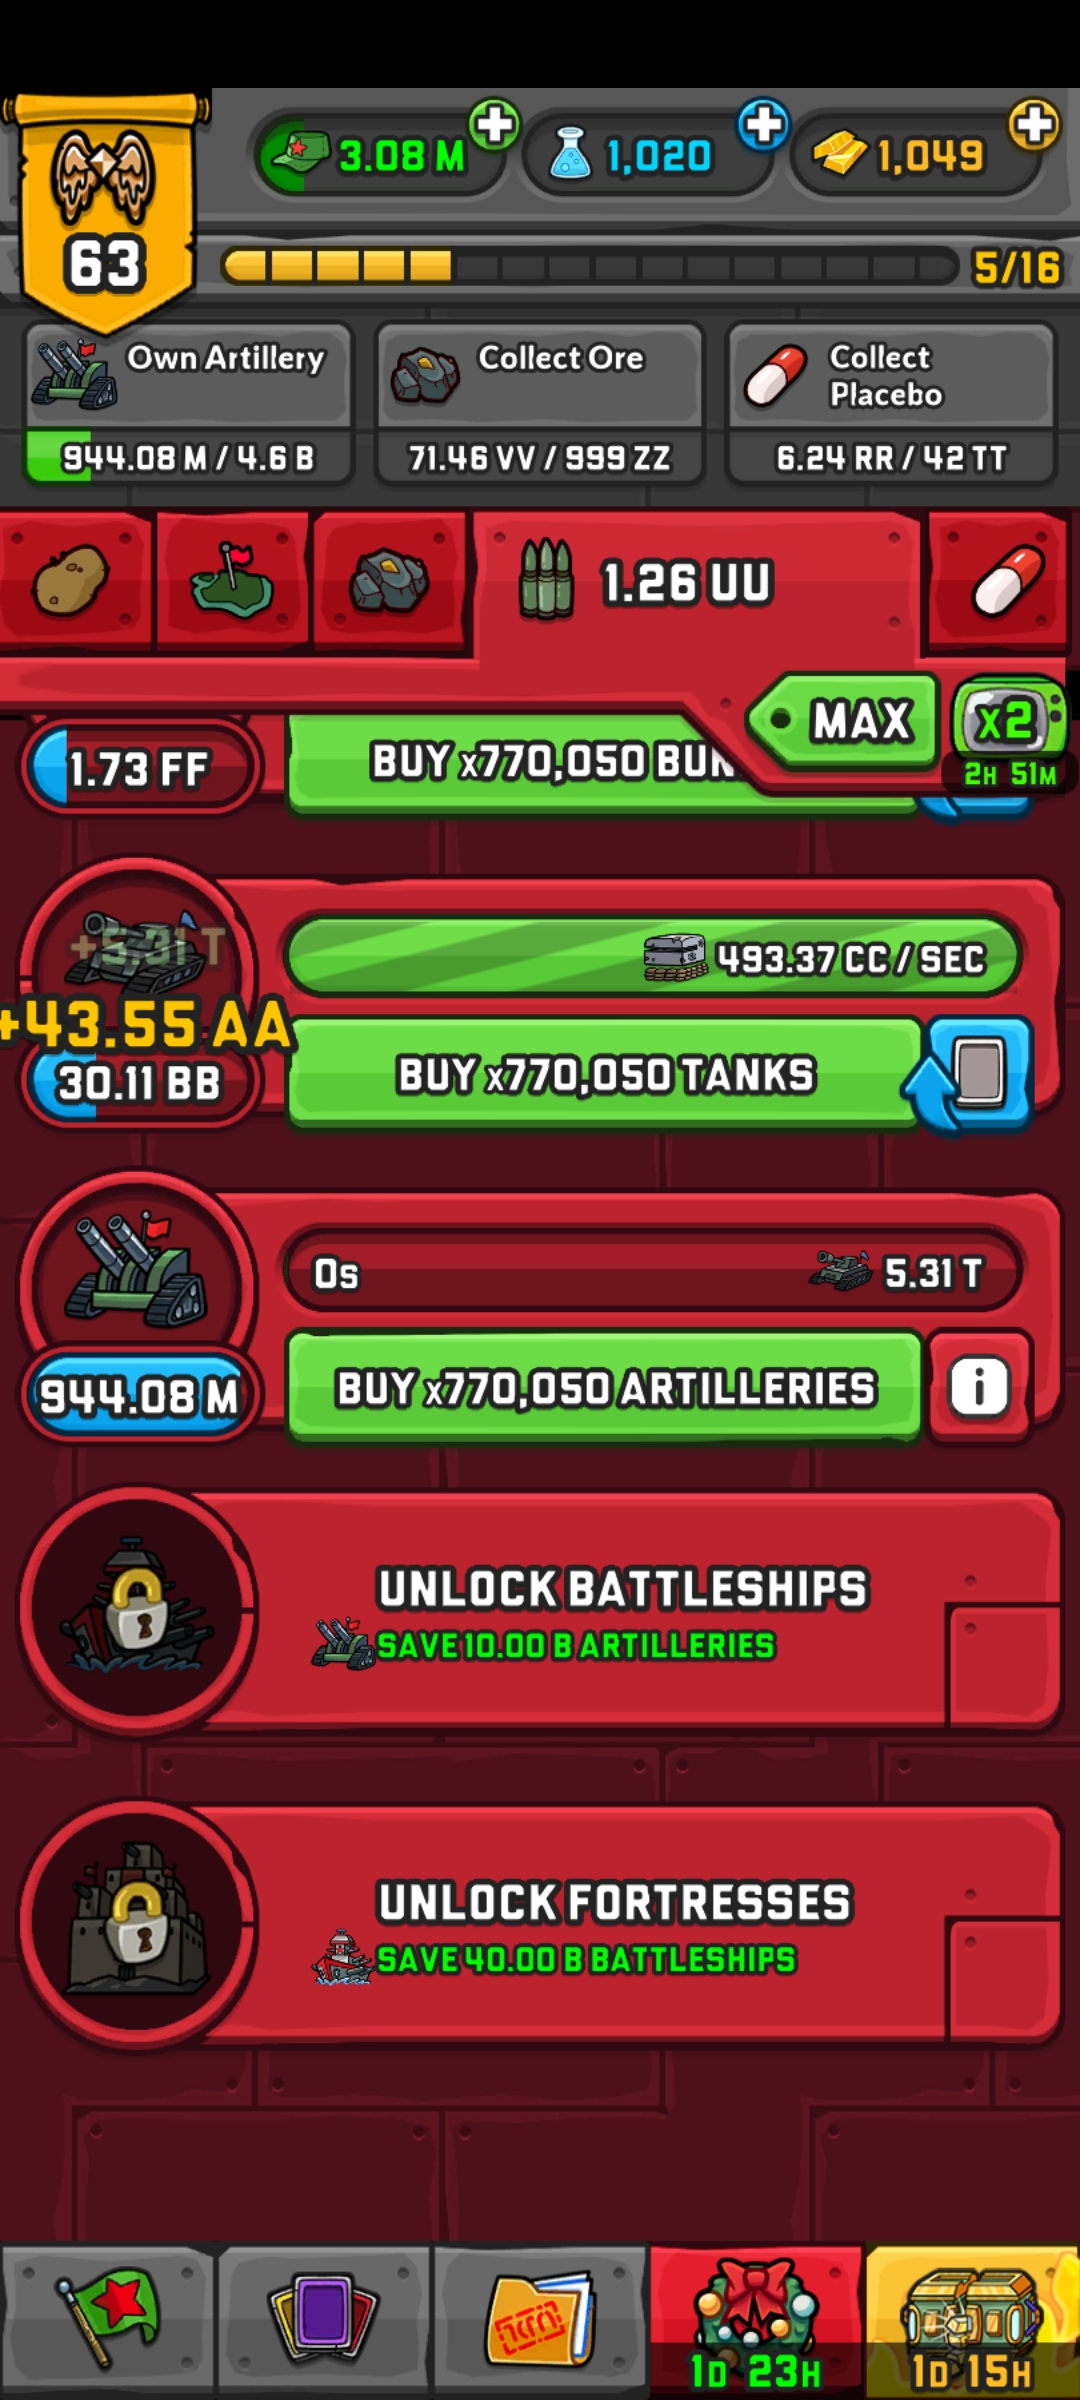 3.08 M
1,020
1,049
63
5/16
Own Artillery
944.08 M / 4.6 B
Collect Ore
71.46 VV / 999 ZZ
Collect
Placebo
6.24 RR / 42 TT
1.26 UU
MAX
x2
2H 51M
1.73 FF
BUY x770,050 BUN
+5.31 T
493.37 CC / SEC
+43.55 AA
30.11 BB
BUY x770,050 TANKS
0s
5.31 T
944.08 M
BUY x770,050 ARTILLERIES
i
UNLOCK BATTLESHIPS
SAVE 10.00 B ARTILLERIES
UNLOCK FORTRESSES
SAVE 40.00 B BATTLESHIPS
1D 23H
1D 15H